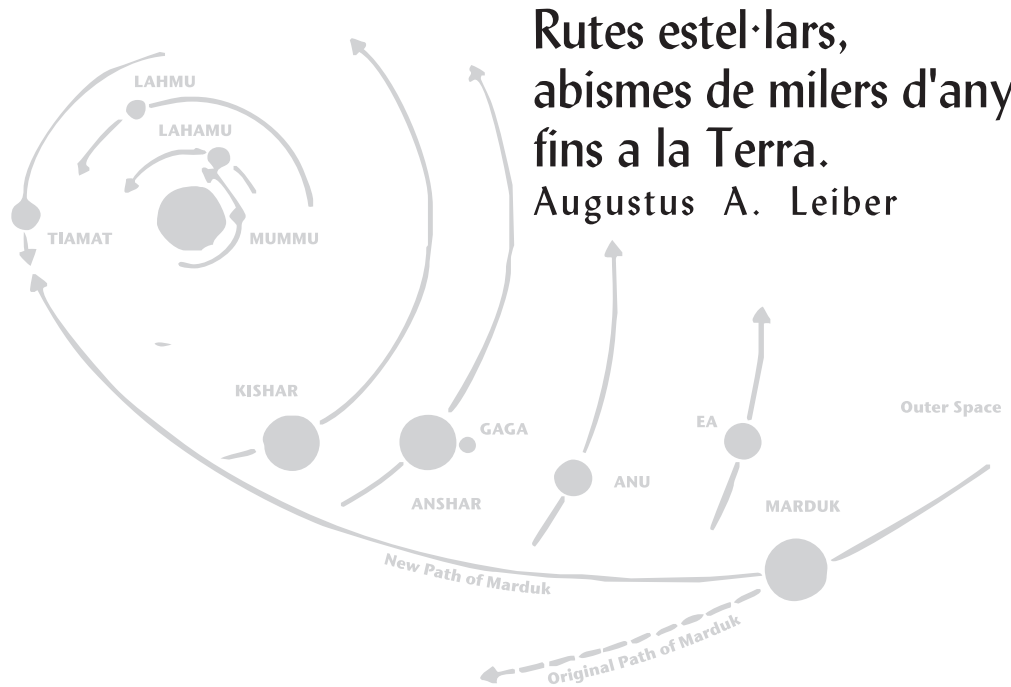 Rutes estel·lars,
abismes de milers d'any
fins a la Terra.
Augustus A. Leiber
LAHMU
LAHAMU
TIAMAT
MUMMU
KISHAR
GAGA
ANSHAR
ANU
EA
Outer Space
MARDUK
New Path of Marduk
Original Path of Marduk